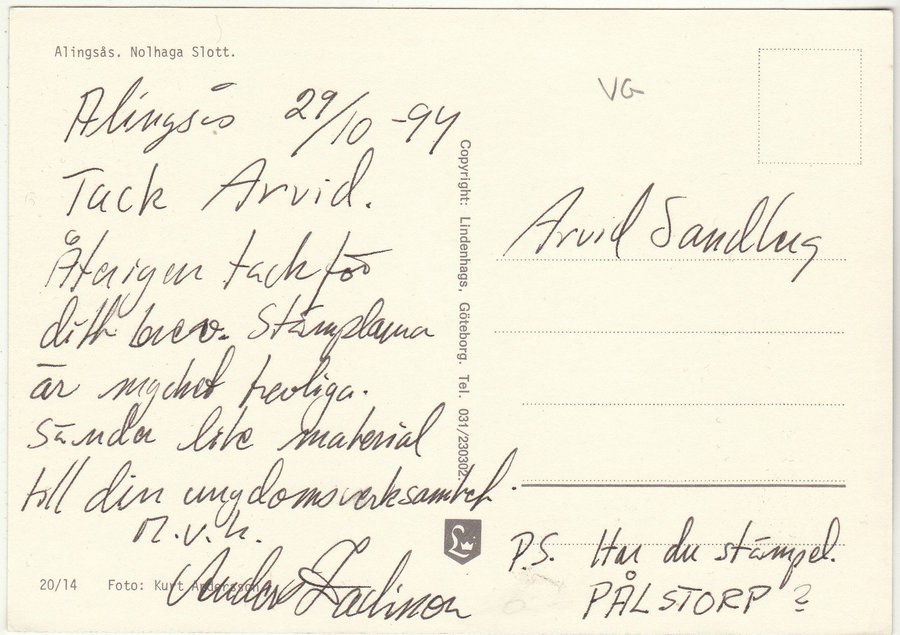 Alingsås. Nolhaga Slott.
VG
Alingsås 29/10 -94
Tack Arvid.
Återigen tack för
ditt brev. Stämplarna
är mycket trevliga.
Sänder lite material
till din ungdomsverksamhet.
M.v.h.
Anders
20/14 Foto: Kurt Andersson
Copyright: Lindenhags, Göteborg. Tel. 031/230302.
Arvid Sandberg
P.S. Har du stämpel.
PÅLSTORP ?